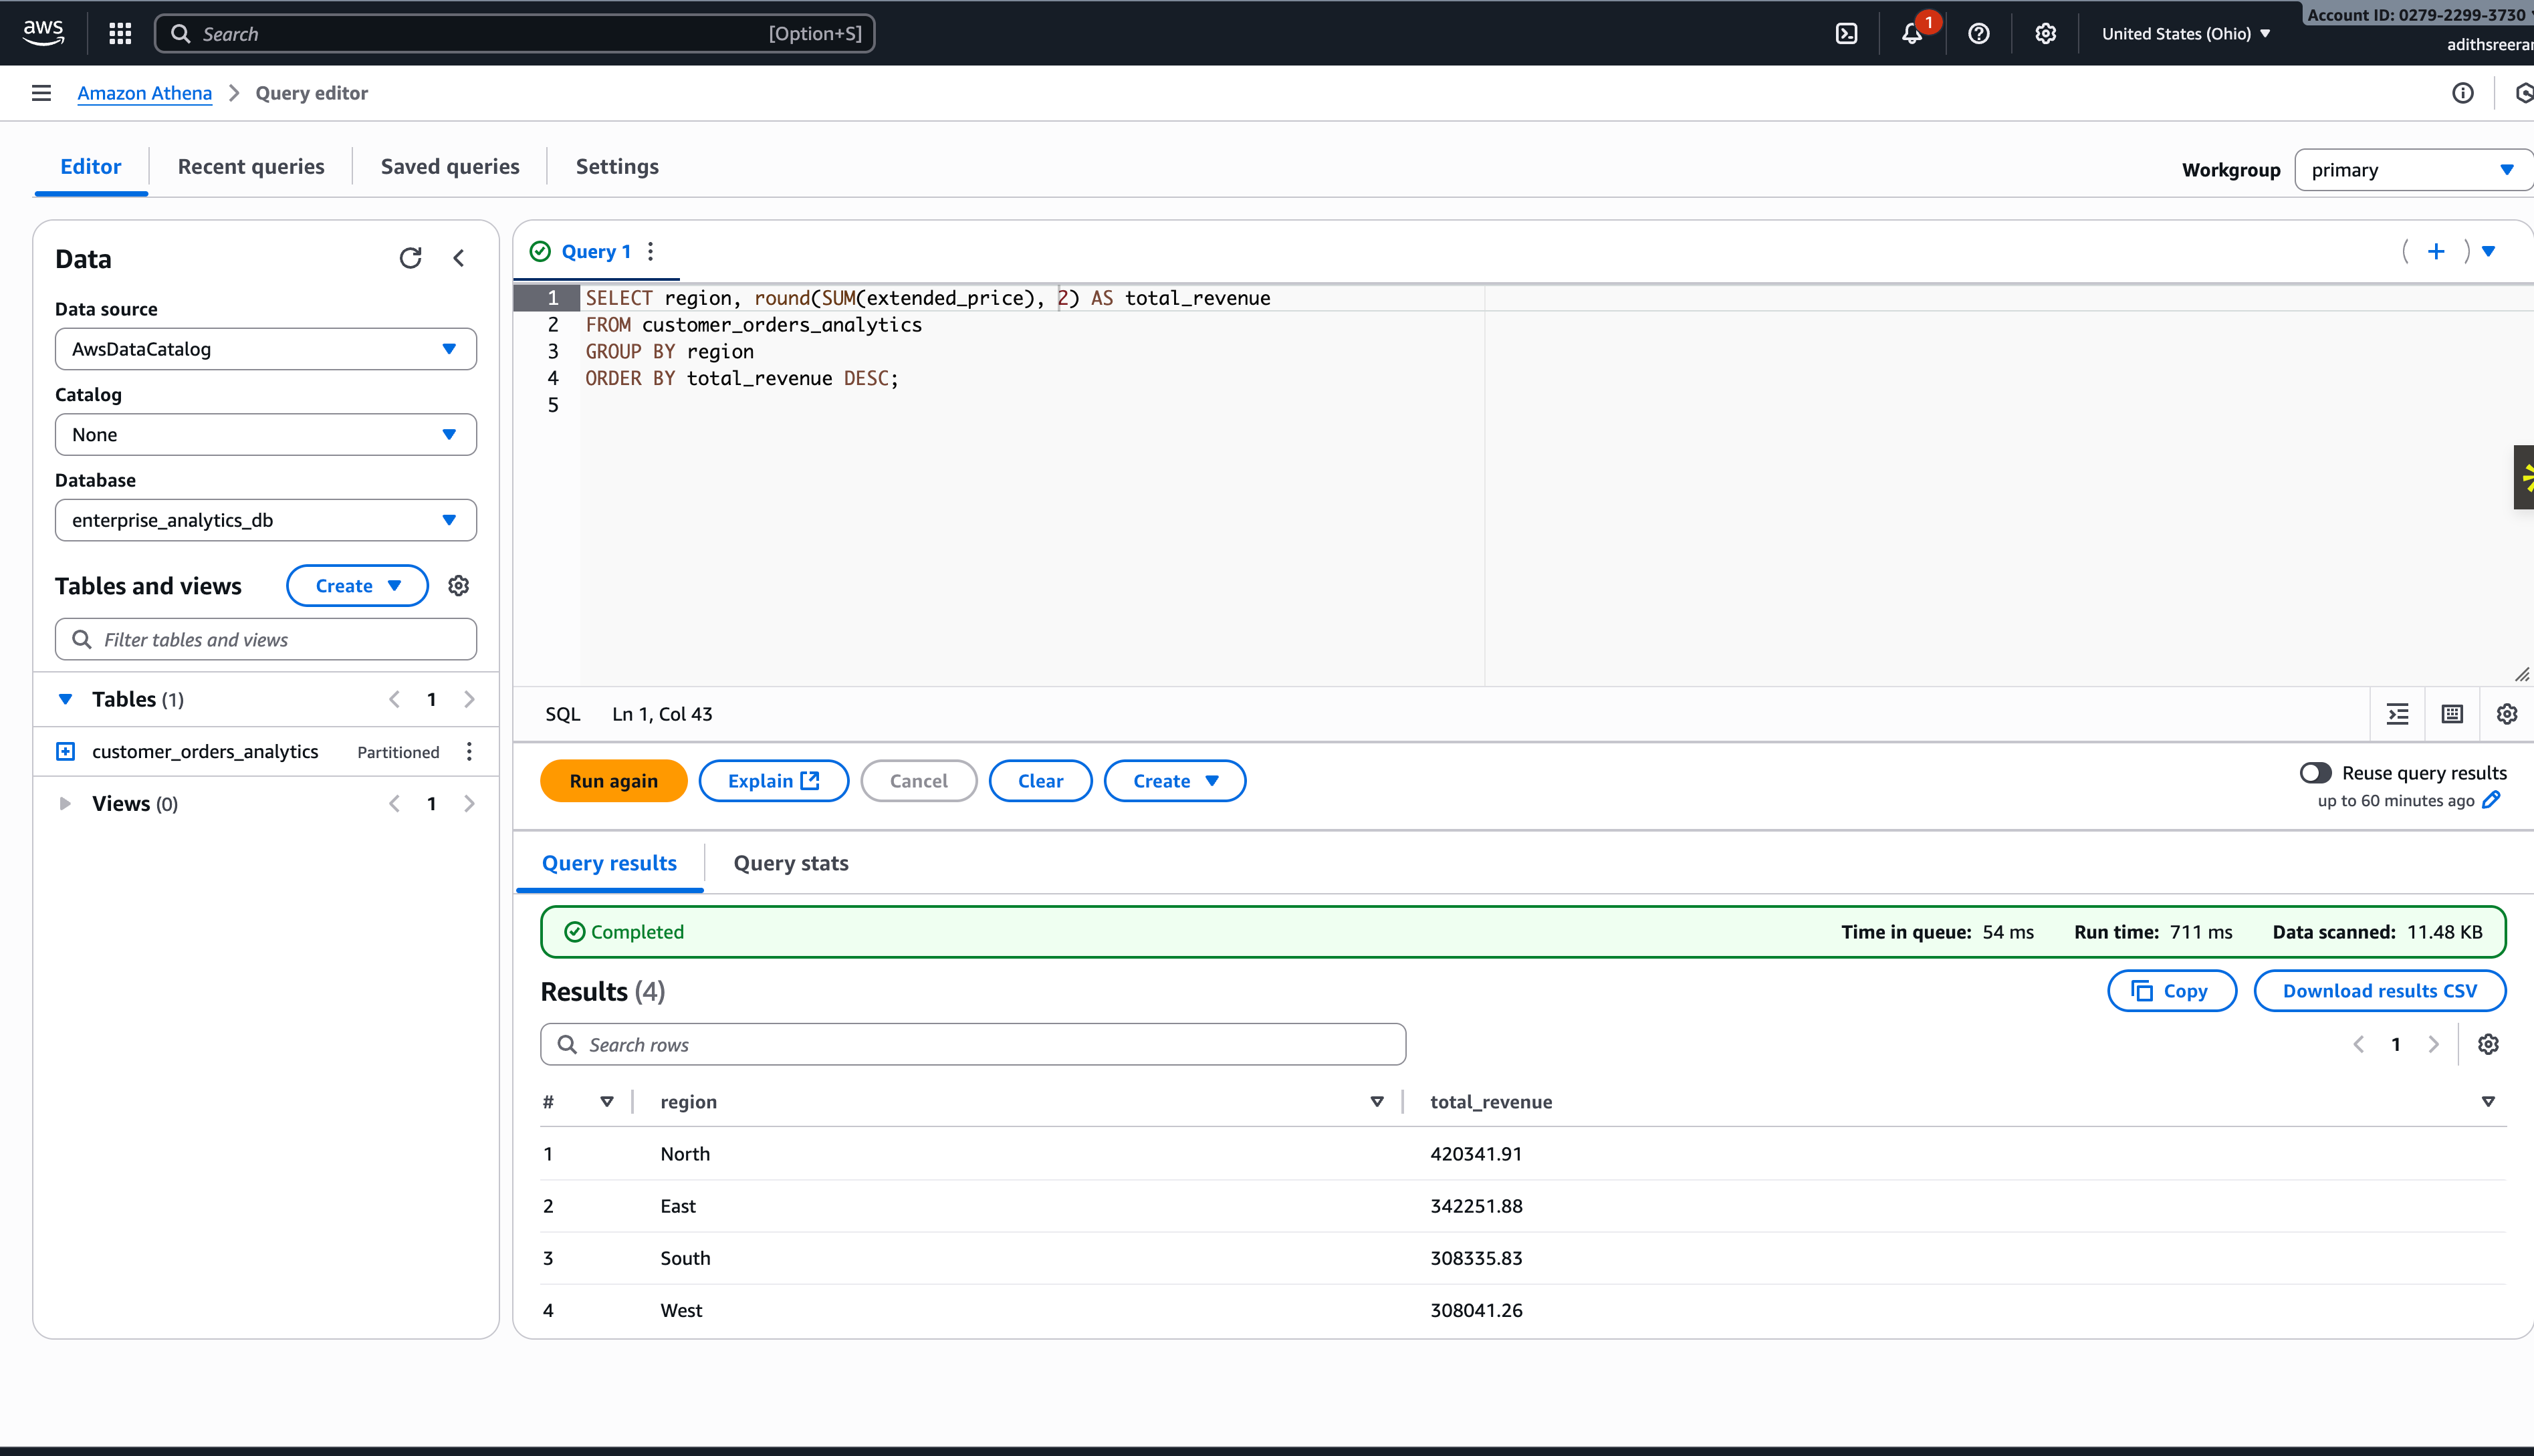 aws
Search [Option+S]
1
United States (Ohio)
Account ID: 0279-2299-3730
adithsreera
Amazon Athena Query editor
Editor Recent queries Saved queries Settings
Workgroup primary
Data
Data source
AwsDataCatalog
Catalog
None
Database
enterprise_analytics_db
Tables and views Create
Filter tables and views
Tables (1) 1
customer_orders_analytics Partitioned
Views (0) 1
Query 1
1 SELECT region, round(SUM(extended_price), 2) AS total_revenue
2 FROM customer_orders_analytics
3 GROUP BY region
4 ORDER BY total_revenue DESC;
5
SQL Ln 1, Col 43
Run again Explain Cancel Clear Create
Reuse query results
up to 60 minutes ago
Query results Query stats
Completed Time in queue: 54 ms Run time: 711 ms Data scanned: 11.48 KB
Results (4) Copy Download results CSV
Search rows 1
# region total_revenue
1 North 420341.91
2 East 342251.88
3 South 308335.83
4 West 308041.26